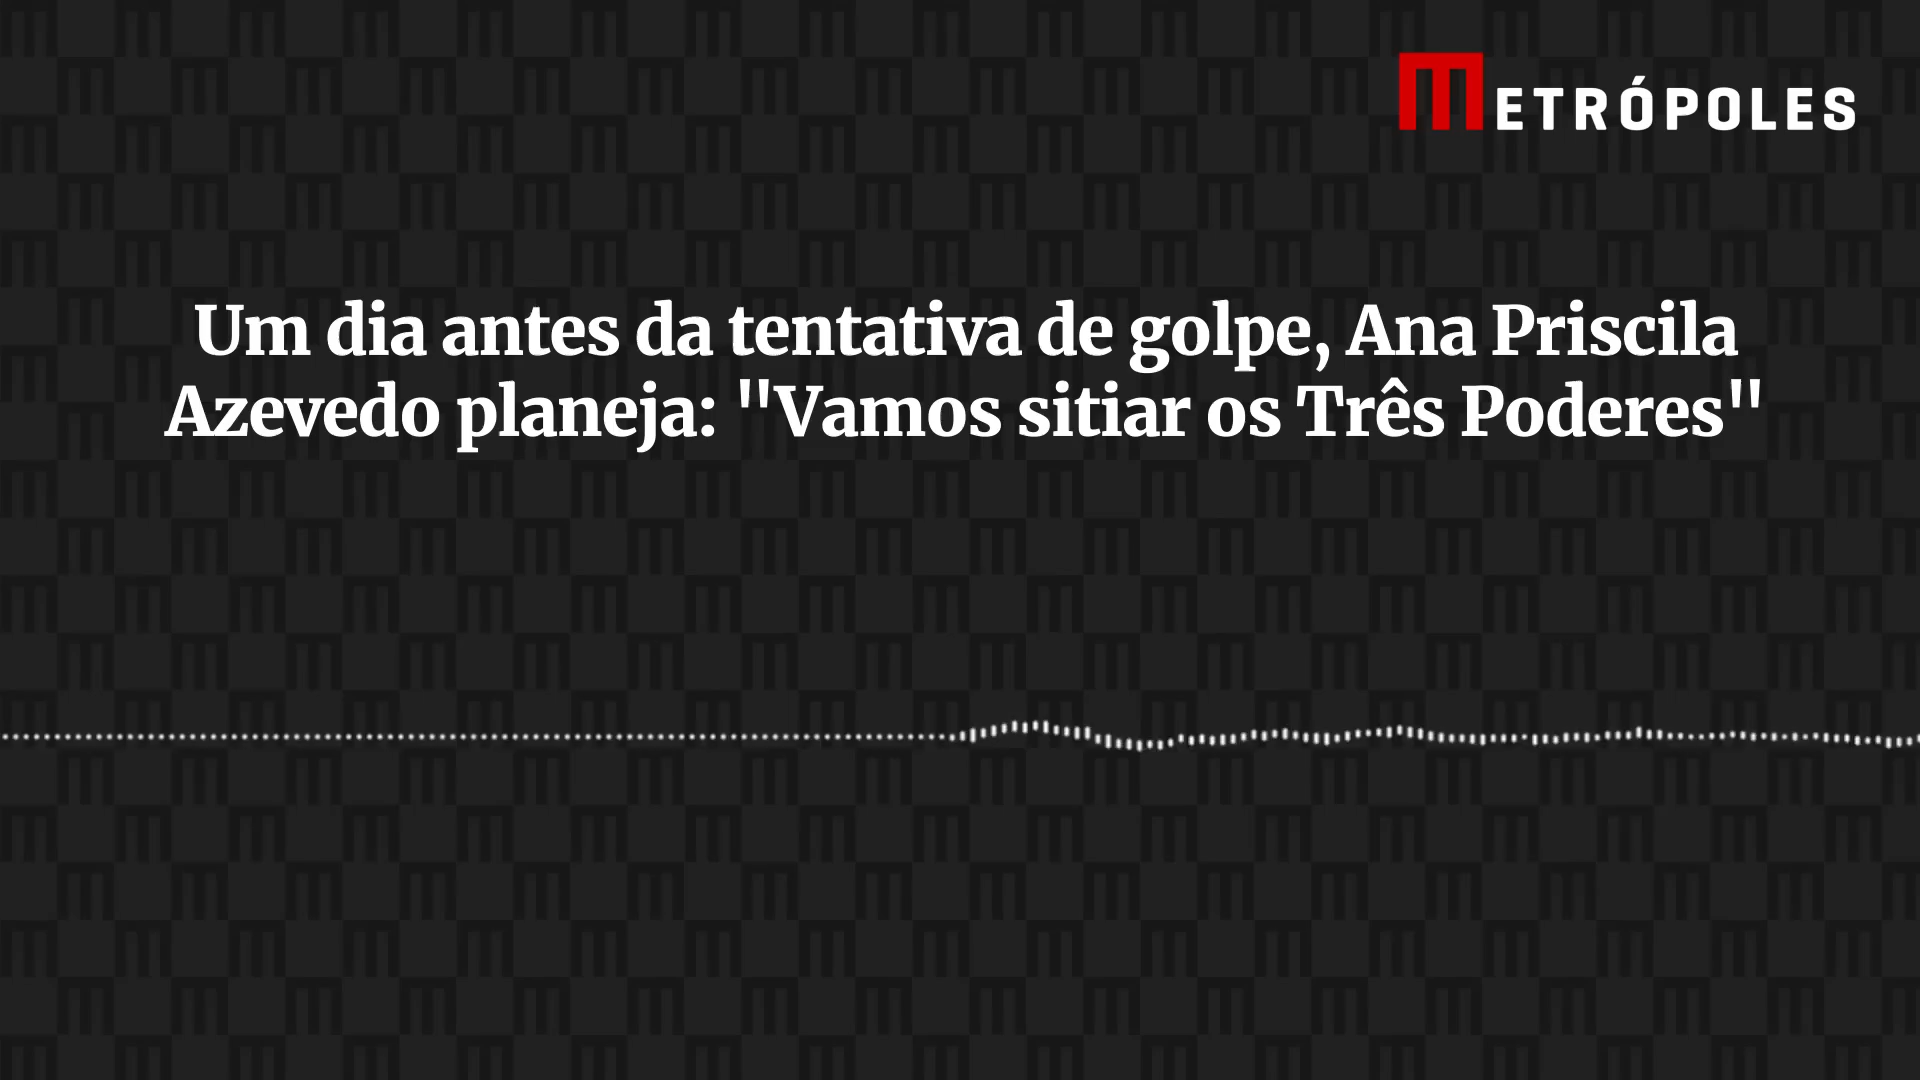 METRÓPOLES
Um dia antes da tentativa de golpe, Ana Priscila
Azevedo planeja: "Vamos sitiar os Três Poderes"